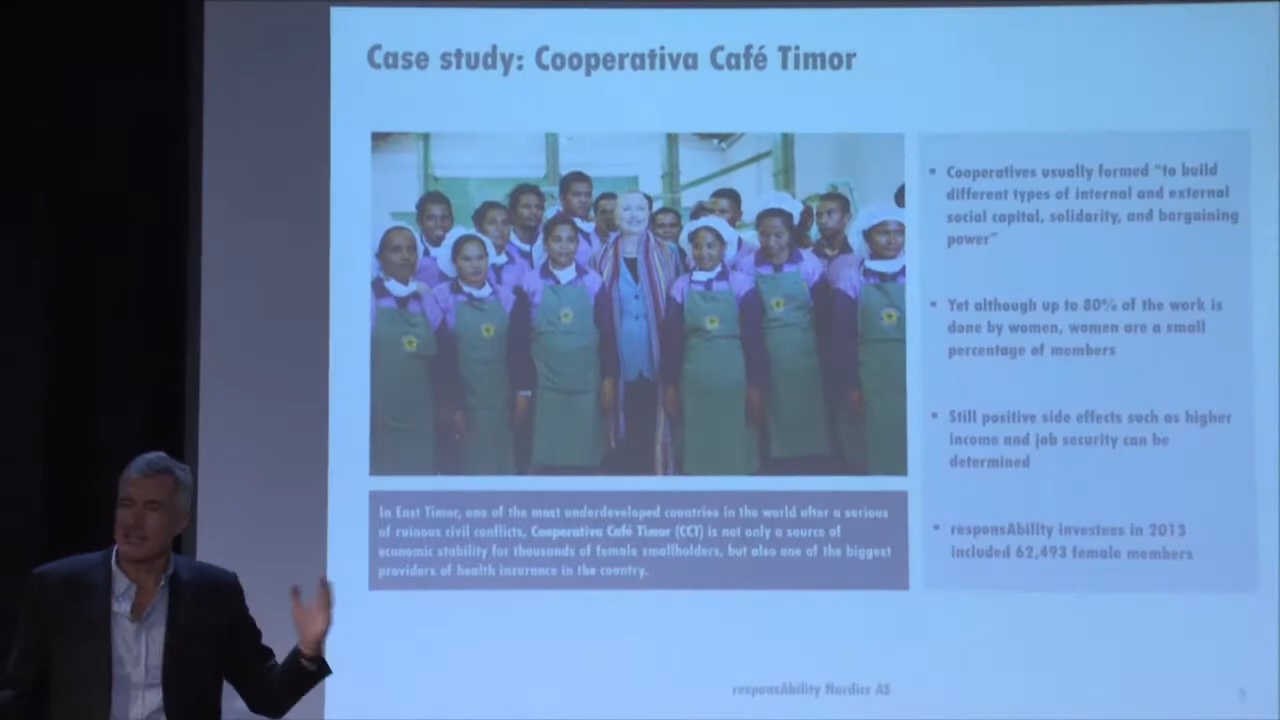 Case study: Cooperativa Café Timor
▪ Cooperatives usually formed “to build
different types of internal and external
social capital, solidarity, and bargaining
power”
▪ Yet although up to 80% of the work is
done by women, women are a small
percentage of members
▪ Still positive side effects such as higher
income and job security can be
determined
▪ responsAbility investees in 2013
included 62,493 female members
In East Timor, one of the most underdeveloped countries in the world after a serious
of ruinous civil conflicts, Cooperativa Café Timor (CCT) is not only a source of
economic stability for thousands of female smallholders, but also one of the biggest
providers of health insurance in the country.
responsAbility Nordics AS